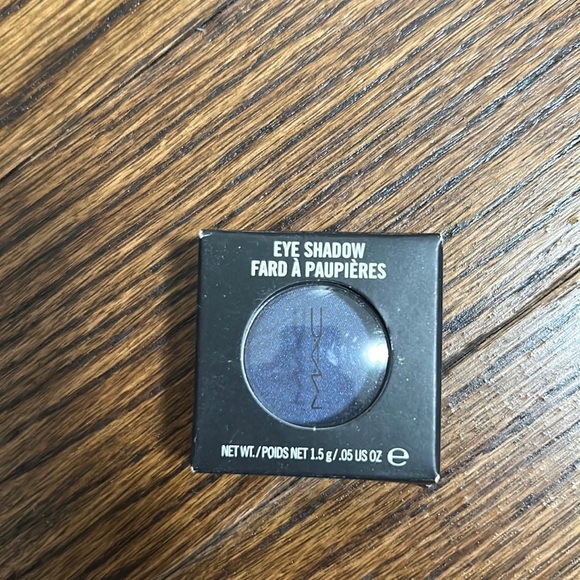 EYE SHADOW
FARD À PAUPIÈRES
MAC
NET WT./POIDS NET 1.5 g/.05 US OZ ℮